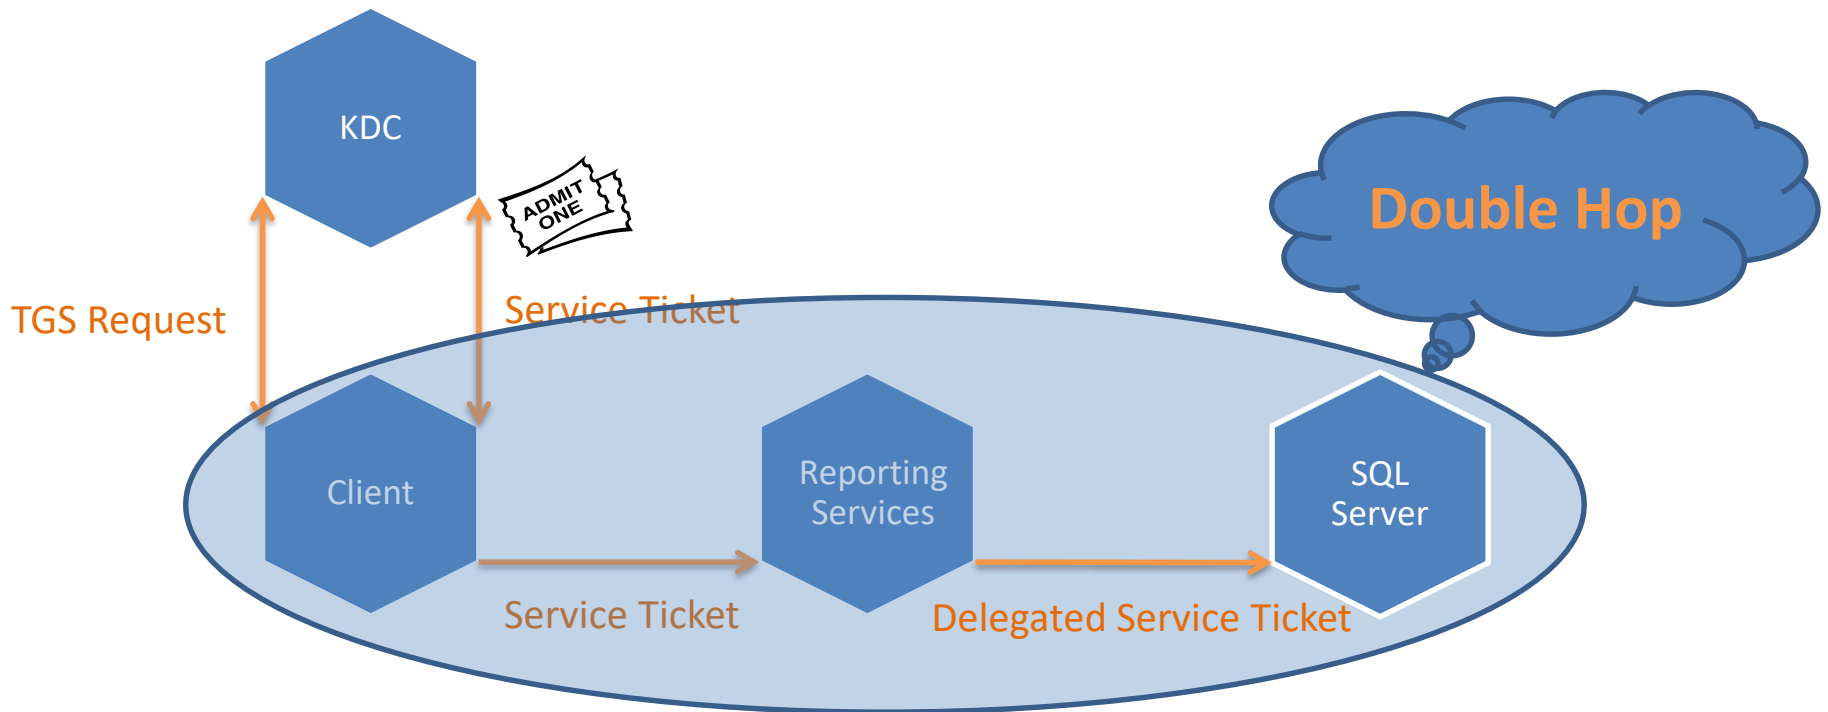 KDC
ADMIT
ONE
Double Hop
TGS Request
Service Ticket
Client
Reporting
Services
SQL
Server
Service Ticket
Delegated Service Ticket